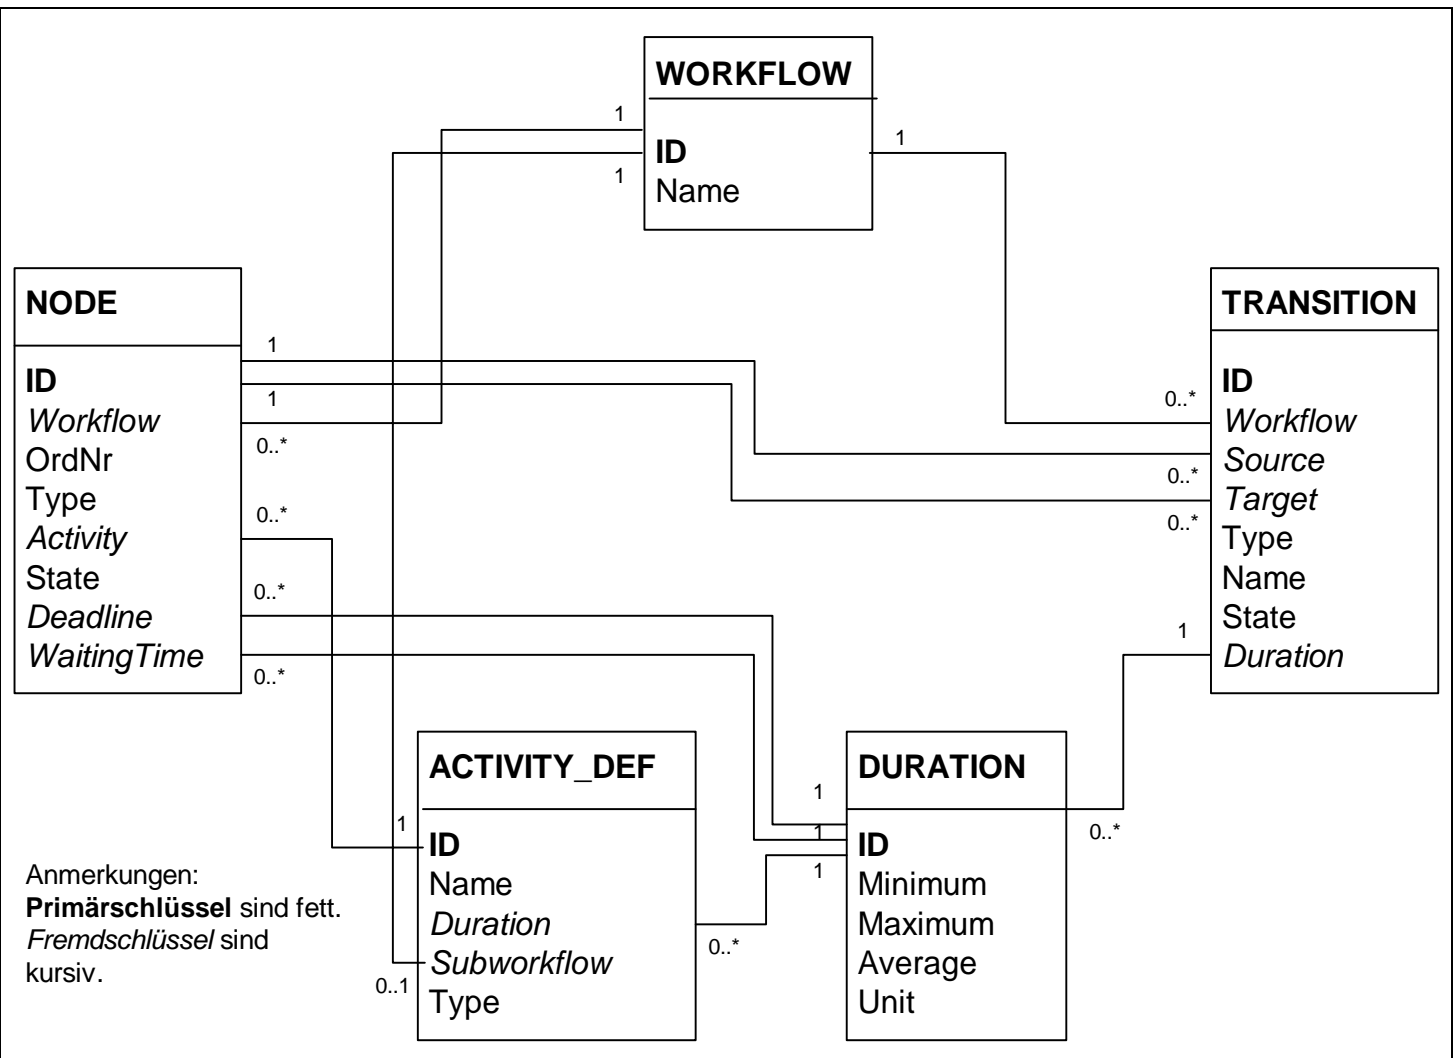 WORKFLOW
ID
Name
1
1
1
NODE
ID
Workflow
OrdNr
Type
Activity
State
Deadline
WaitingTime
1
1
0..*
0..*
0..*
0..*
TRANSITION
ID
Workflow
Source
Target
Type
Name
State
Duration
0..*
0..*
0..*
1
ACTIVITY_DEF
ID
Name
Duration
Subworkflow
Type
1
0..1
0..*
DURATION
ID
Minimum
Maximum
Average
Unit
1
1
1
0..*
Anmerkungen:
Primärschlüssel sind fett.
Fremdschlüssel sind
kursiv.